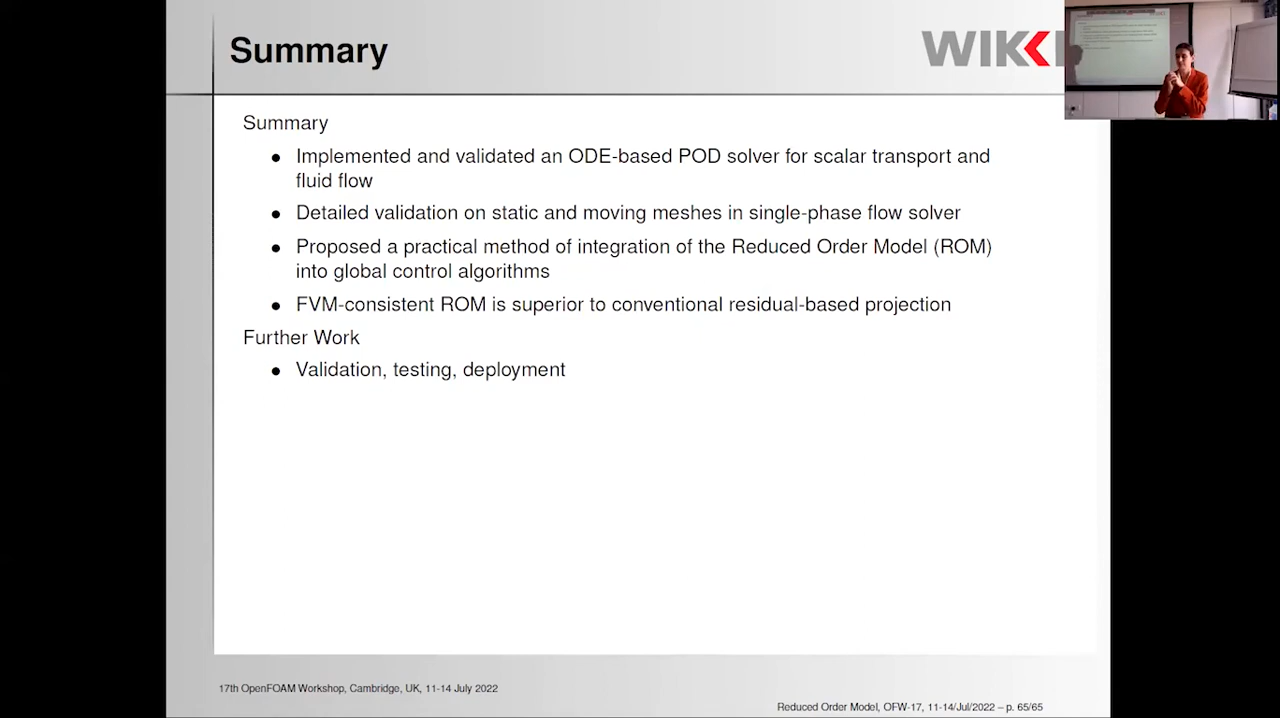 Summary
WIKKI
Summary
• Implemented and validated an ODE-based POD solver for scalar transport and
fluid flow
• Detailed validation on static and moving meshes in single-phase flow solver
• Proposed a practical method of integration of the Reduced Order Model (ROM)
into global control algorithms
• FVM-consistent ROM is superior to conventional residual-based projection
Further Work
• Validation, testing, deployment
17th OpenFOAM Workshop, Cambridge, UK, 11-14 July 2022
Reduced Order Model, OFW-17, 11-14/Jul/2022 – p. 65/65